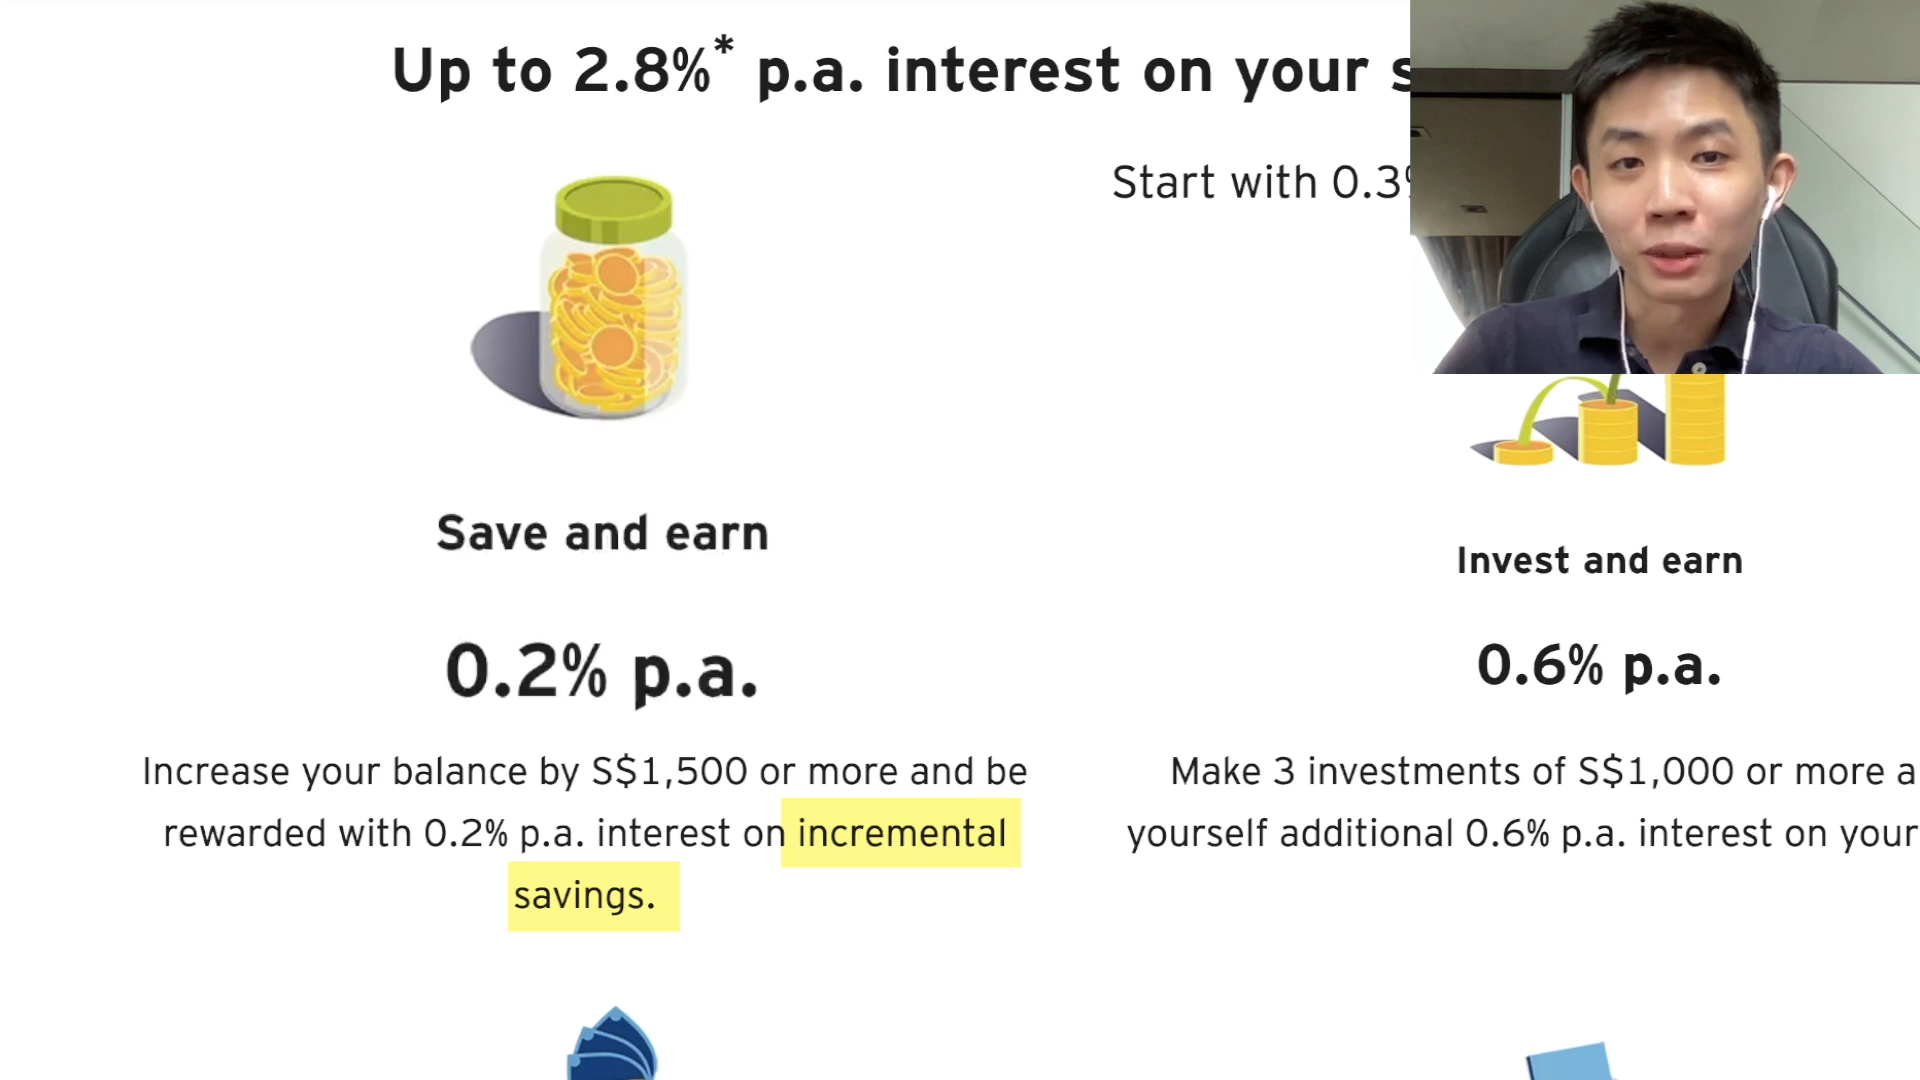 Up to 2.8%* p.a. interest on your
Start with 0.3%
Save and earn
0.2% p.a.
Increase your balance by S$1,500 or more and be
rewarded with 0.2% p.a. interest on incremental
savings.
Invest and earn
0.6% p.a.
Make 3 investments of S$1,000 or more
yourself additional 0.6% p.a. interest on your